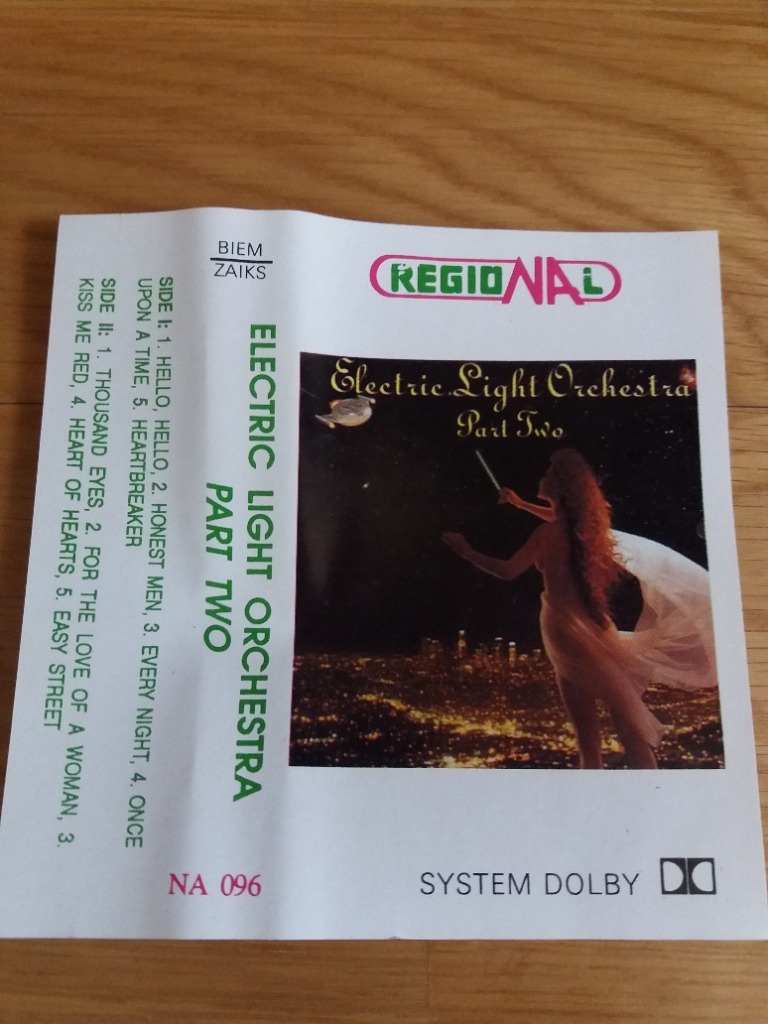 BIEM
ZAIKS
REGIONAL
Electric Light Orchestra
Part Two
SYSTEM DOLBY
ELECTRIC LIGHT ORCHESTRA
PART TWO
NA 096
SIDE I: 1. HELLO, HELLO, 2. HONEST MEN, 3. EVERY NIGHT, 4. ONCE
UPON A TIME, 5. HEARTBREAKER
SIDE II: 1. THOUSAND EYES, 2. FOR THE LOVE OF A WOMAN, 3.
KISS ME RED, 4. HEART OF HEARTS, 5. EASY STREET